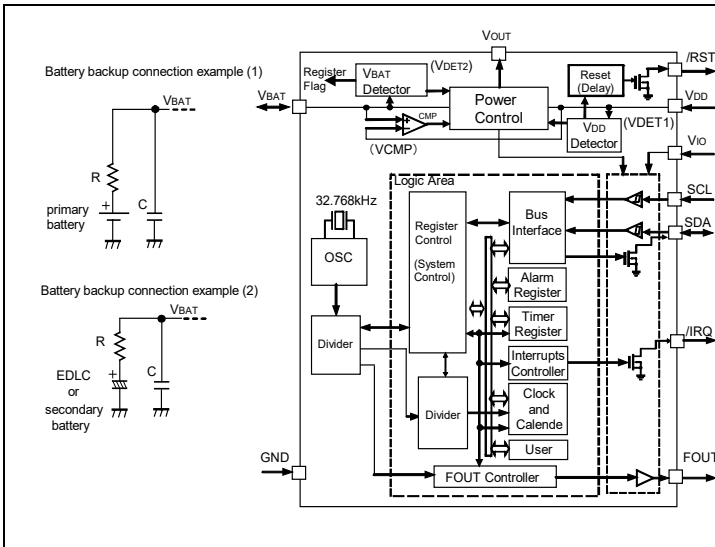 Battery backup connection example (1)
VBAT
R
+
C
primary
battery
Battery backup connection example (2)
VBAT
R
+
C
EDLC
or
secondary
battery
VOUT
/RST
Register
Flag
VBAT
Detector
(VDET2)
Reset
(Delay)
VBAT
Power
Control
VDD
CMP
+
−
(VCMP)
VDD
Detector
(VDET1)
VIO
Logic Area
32.768kHz
OSC
Register
Control
(System
Control)
Bus
Interface
SCL
SDA
Alarm
Register
Divider
Timer
Register
/IRQ
Interrupts
Controller
Divider
Clock
and
Calende
User
GND
FOUT Controller
FOUT